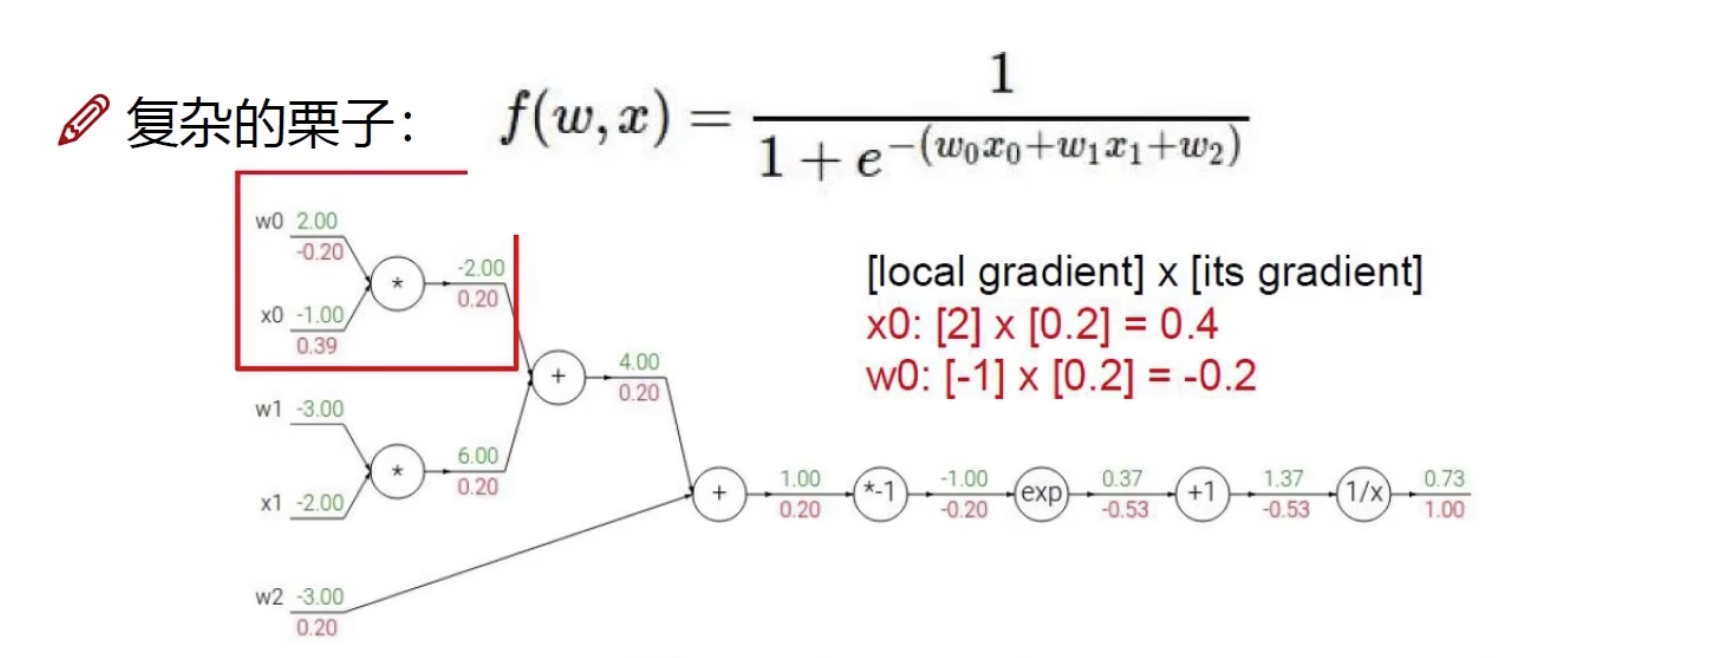 复杂的栗子： f(w,x) = 1 / (1 + e^{-(w_0x_0+w_1x_1+w_2)})
w0 2.00
-0.20
* -2.00
0.20
x0 -1.00
0.39
[local gradient] x [its gradient]
x0: [2] x [0.2] = 0.4
w0: [-1] x [0.2] = -0.2
+ 4.00
0.20
w1 -3.00
* 6.00
0.20
x1 -2.00
+ 1.00 *-1 -1.00 exp 0.37 +1 1.37 1/x 0.73
0.20 -0.20 -0.53 -0.53 1.00
w2 -3.00
0.20